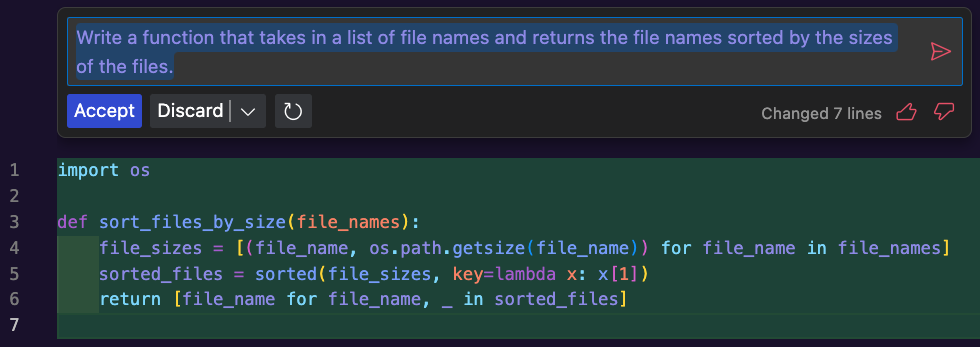 Write a function that takes in a list of file names and returns the file names sorted by the sizes
of the files.
Accept Discard Changed 7 lines
1 import os
2
3 def sort_files_by_size(file_names):
4     file_sizes = [(file_name, os.path.getsize(file_name)) for file_name in file_names]
5     sorted_files = sorted(file_sizes, key=lambda x: x[1])
6     return [file_name for file_name, _ in sorted_files]
7